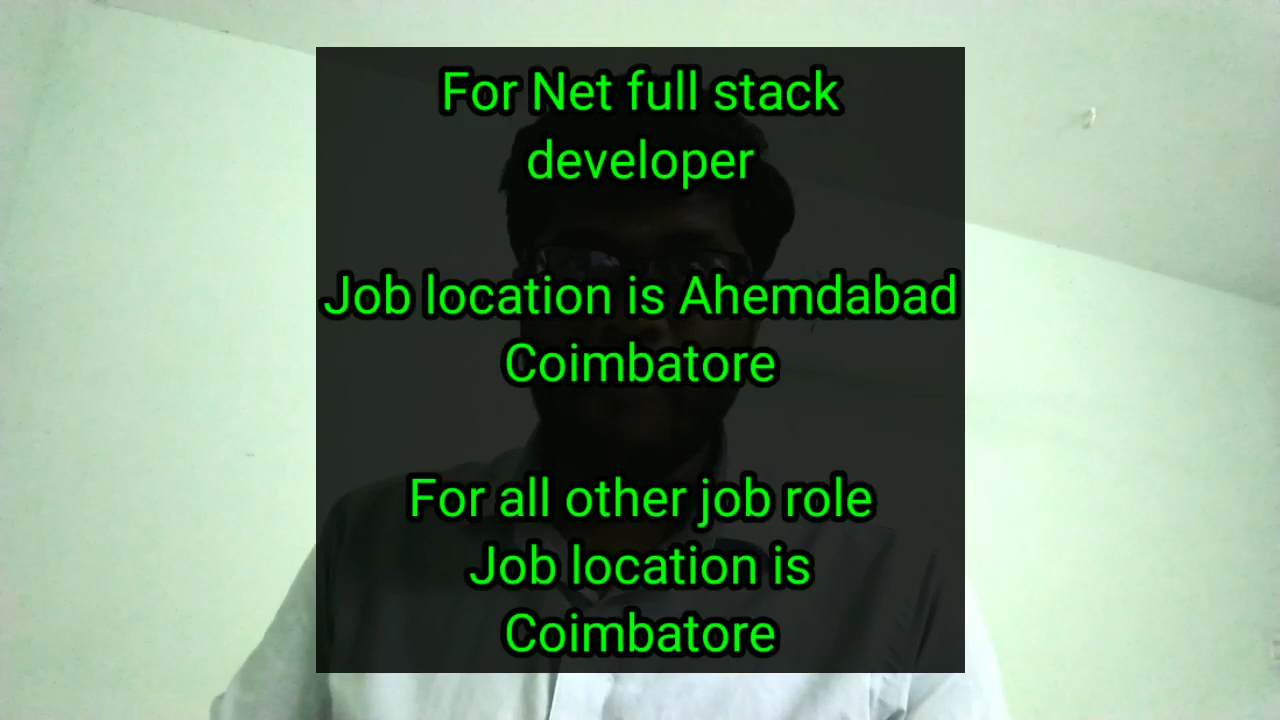 For Net full stack
developer
Job location is Ahemdabad
Coimbatore
For all other job role
Job location is
Coimbatore